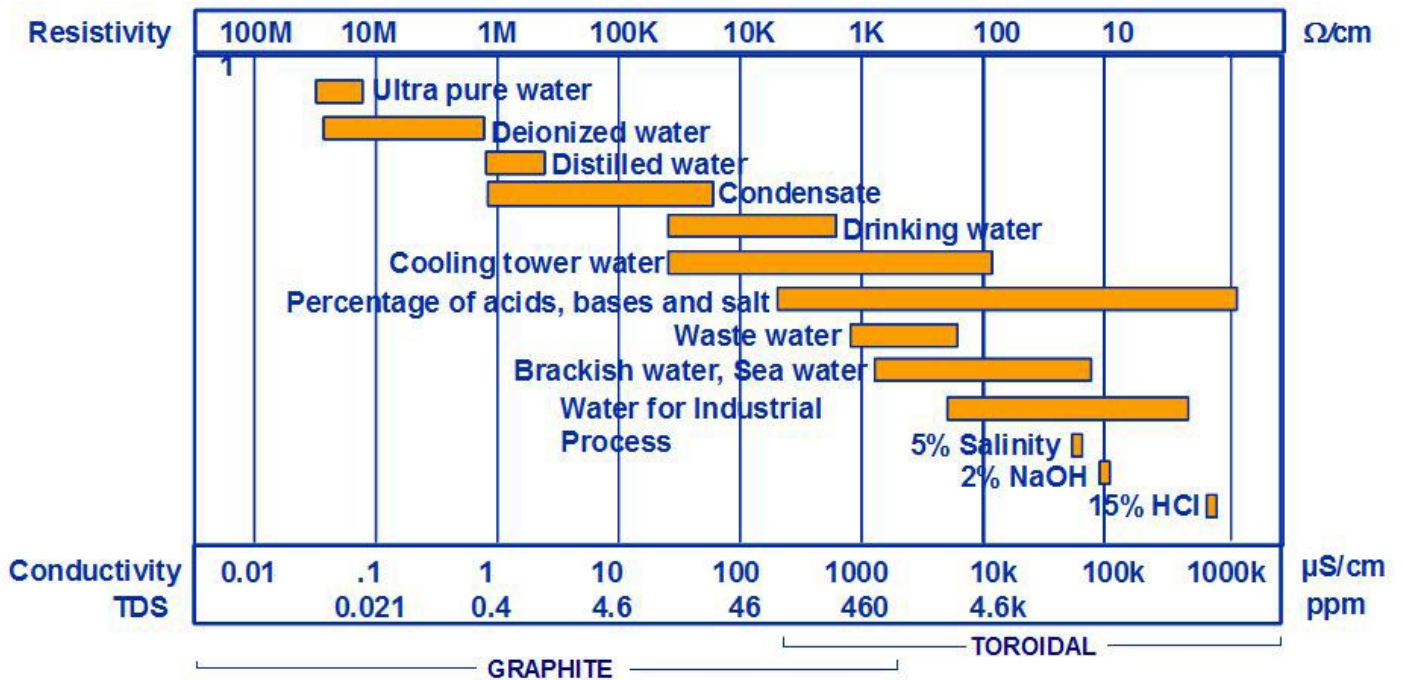 Resistivity 100M 10M 1M 100K 10K 1K 100 10 Ω/cm
1
Ultra pure water
Deionized water
Distilled water
Condensate
Drinking water
Cooling tower water
Percentage of acids, bases and salt
Waste water
Brackish water, Sea water
Water for Industrial
Process
5% Salinity
2% NaOH
15% HCl
Conductivity 0.01 .1 1 10 100 1000 10k 100k 1000k µS/cm
TDS 0.021 0.4 4.6 46 460 4.6k ppm
TOROIDAL
GRAPHITE